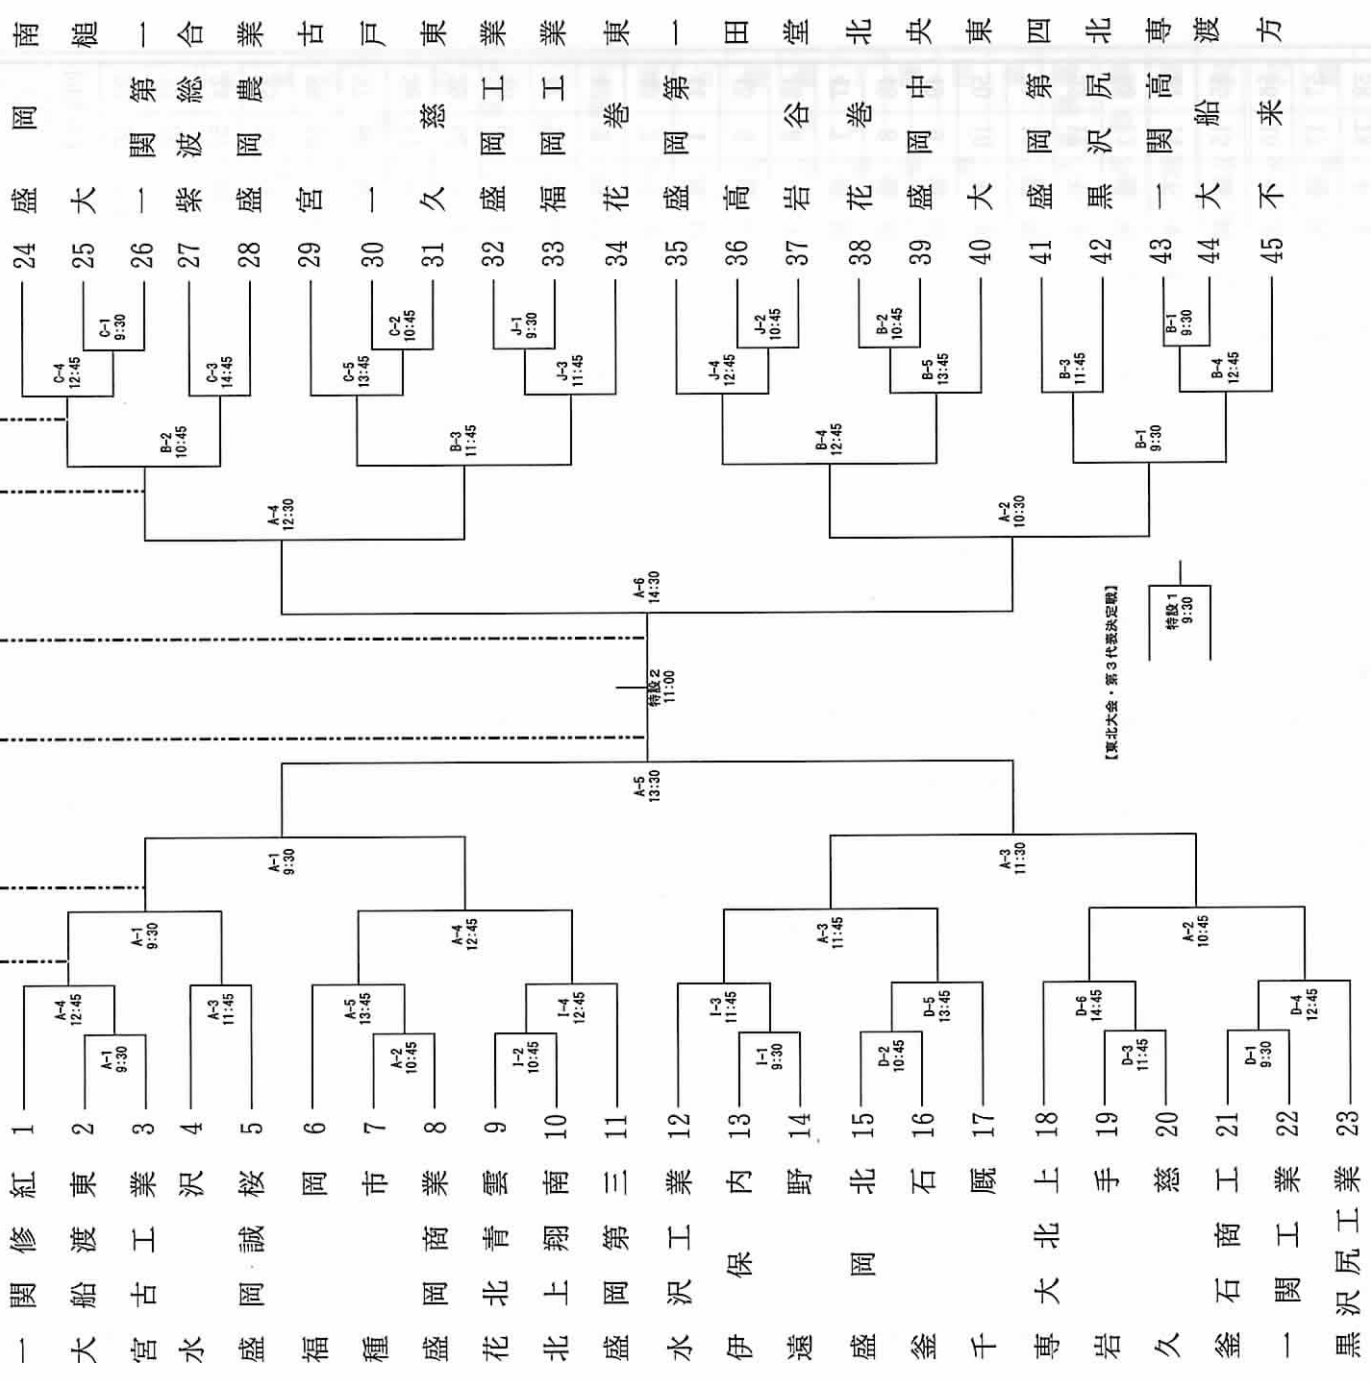 24 盛岡南
25 大槌
26 一関第一
27 紫波総合
28 盛岡農業
29 宮古
30 一戸
31 久慈東
32 盛岡工業
33 福岡工業
34 花巻東
35 盛岡第一
36 高田
37 岩谷堂
38 花巻北
39 盛岡中央
40 大東
41 盛岡第四
42 黒沢尻北
43 一関高専
44 大船渡
45 不来方
C-1
9:30
C-2
10:45
J-1
9:30
J-2
10:45
B-2
10:45
B-1
9:30
C-4
12:45
C-3
14:45
C-5
13:45
J-3
11:45
J-4
12:45
B-5
13:45
B-3
11:45
B-4
12:45
B-2
10:45
B-3
11:45
B-4
12:45
B-1
9:30
A-4
12:30
A-2
10:30
A-6
14:30
特設2
11:00
【東北大会・第3代表決定戦】
特設1
9:30
A-5
13:30
A-1
9:30
A-3
11:30
A-1
9:30
A-4
12:45
A-3
11:45
A-2
10:45
A-4
12:45
A-3
11:45
A-5
13:45
I-4
12:45
I-3
11:45
D-5
13:45
D-6
14:45
D-4
12:45
A-1
9:30
A-2
10:45
I-2
10:45
I-1
9:30
D-2
10:45
D-3
11:45
D-1
9:30
1 一関修紅
2 大船渡東
3 宮古工業
4 水沢
5 盛岡誠桜
6 福岡
7 種市
8 盛岡商業
9 花北青雲
10 北上翔南
11 盛岡第三
12 水沢工業
13 伊保内
14 遠野
15 盛岡北
16 釜石
17 千厩
18 専大北上
19 岩手
20 久慈
21 釜石商工
22 一関工業
23 黒沢尻工業